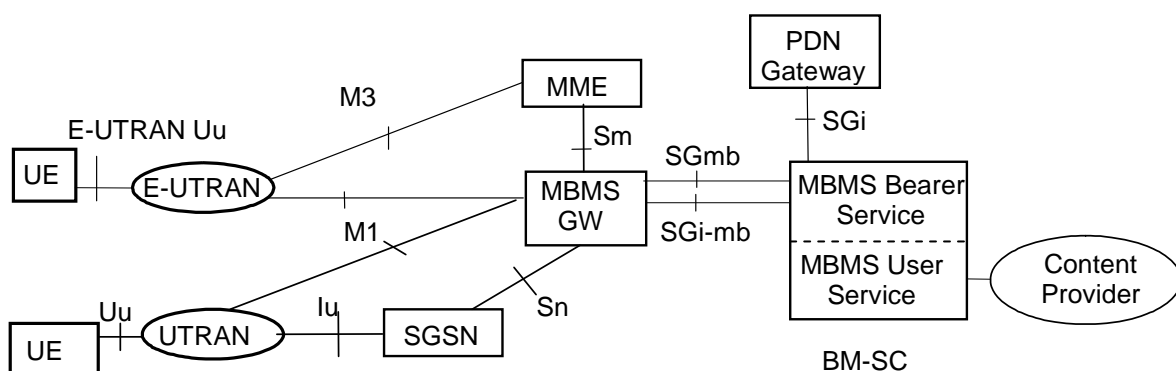 PDN
Gateway
MME
M3
SGi
E-UTRAN Uu
Sm
SGmb
UE
E-UTRAN
MBMS
GW
MBMS Bearer
Service
M1
SGi-mb
MBMS User
Service
Content
Provider
Uu
Iu
Sn
UE
UTRAN
SGSN
BM-SC